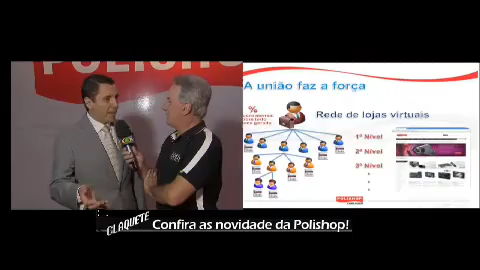 POLISHOP
A união faz a força
%
Rede de lojas virtuais
1º Nível
2º Nível
3º Nível
POLISHOP
CLAQUETE
Confira as novidade da Polishop!